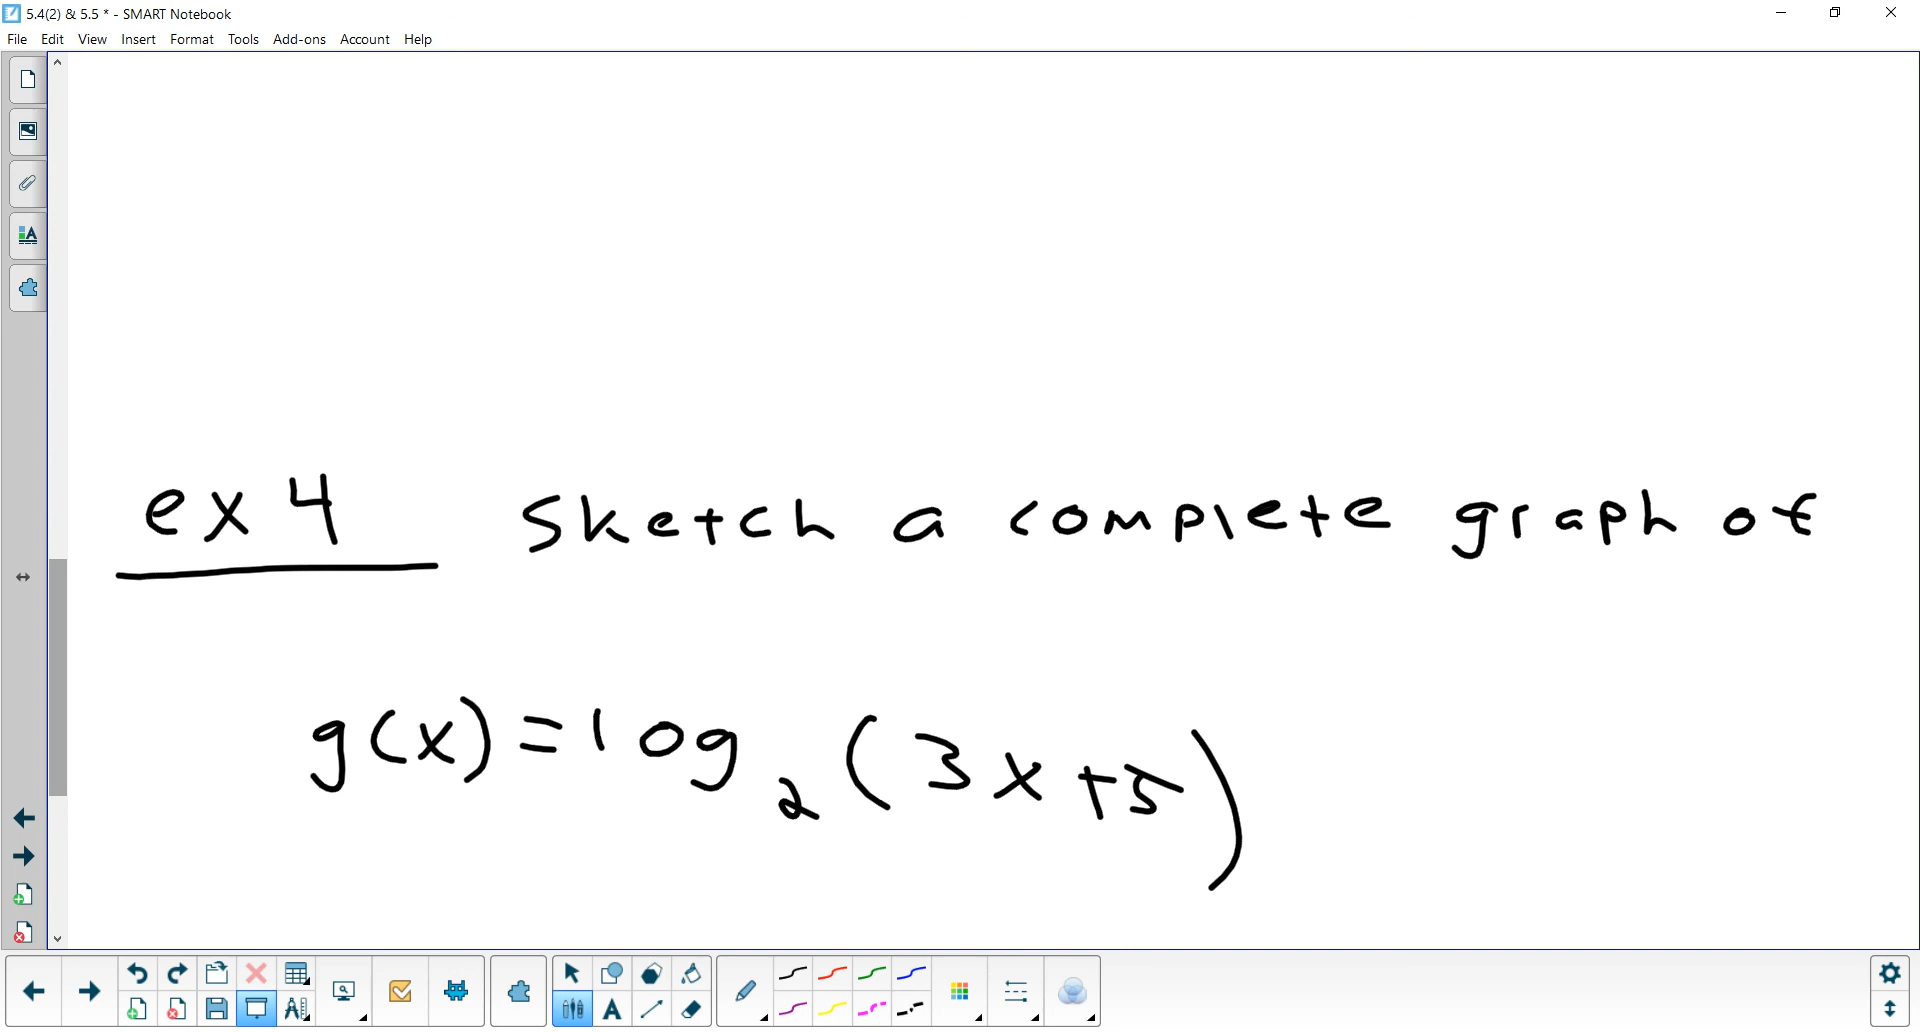 5.4(2) & 5.5 * - SMART Notebook
File Edit View Insert Format Tools Add-ons Account Help
ex 4 Sketch a complete graph of
g(x) = log₂(3x+5)